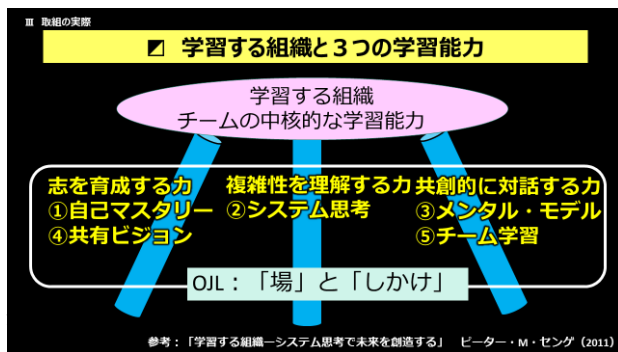 Ⅲ 取組の実際
◩ 学習する組織と３つの学習能力
学習する組織
チームの中核的な学習能力
志を育成する力
①自己マスタリー
④共有ビジョン
複雑性を理解する力
②システム思考
共創的に対話する力
③メンタル・モデル
⑤チーム学習
OJL：「場」と「しかけ」
参考：「学習する組織ーシステム思考で未来を創造する」 ピーター・M・センゲ（2011）